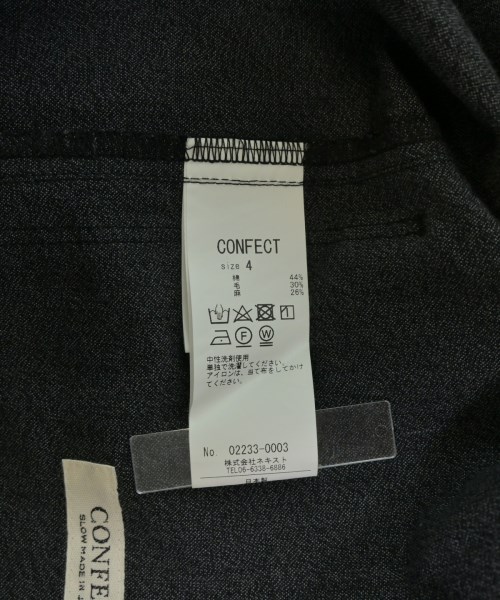 CONFECT
SIZE 4
綿 44%
毛 30%
麻 26%
P W
中性洗剤使用
単独で洗濯してください。
アイロンは、当て布をしてかけ
てください。
No. 02233-0003
株式会社ネキスト
TEL06-6338-6886
日本製
CONFE
SLOW MADE IN